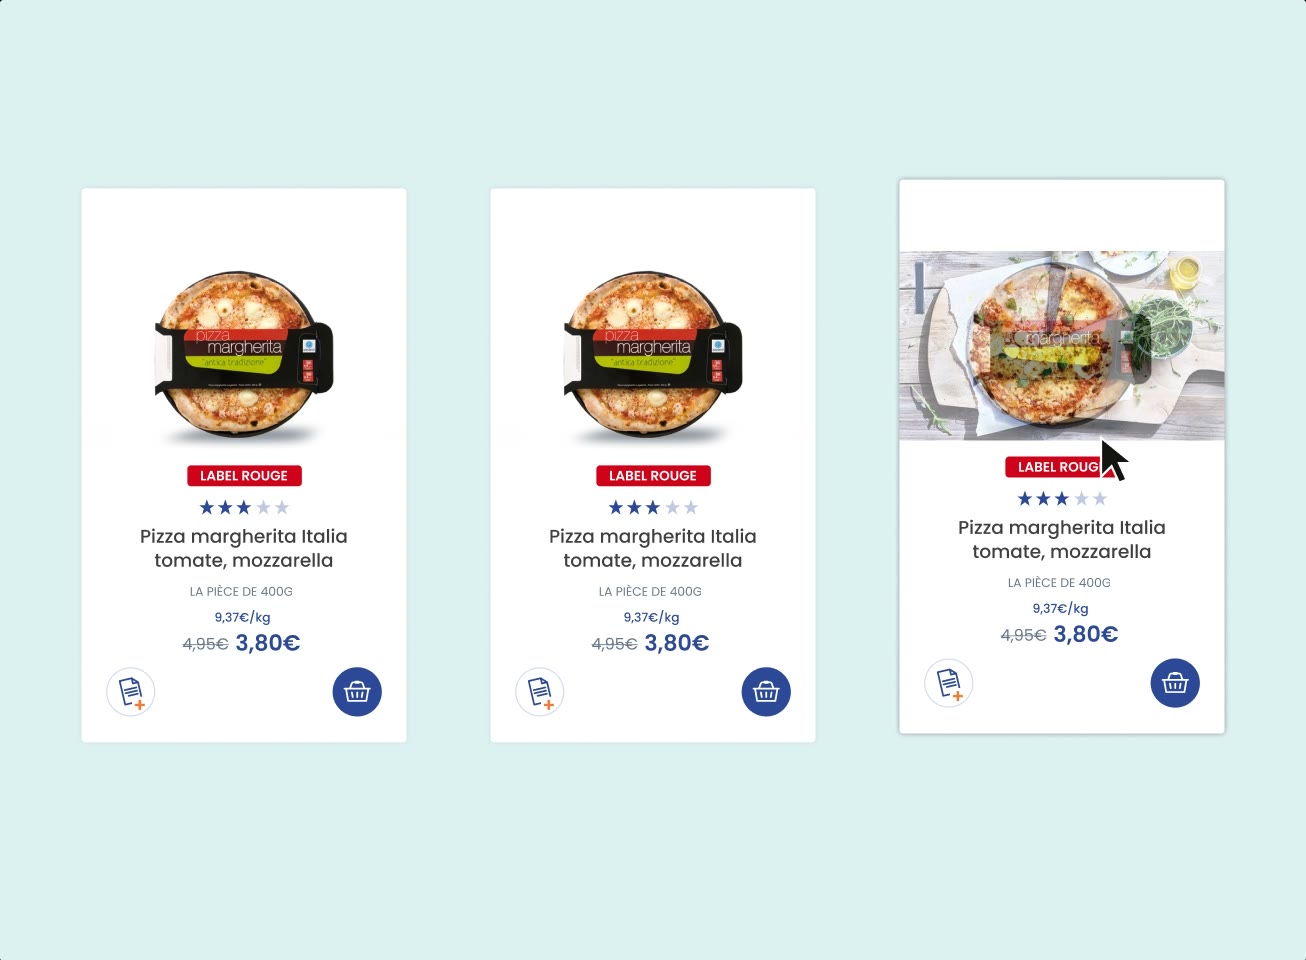 pizza
margherita
"antica tradizione"
LABEL ROUGE
Pizza margherita Italia
tomate, mozzarella
LA PIÈCE DE 400G
9,37€/kg
4,95€ 3,80€
pizza
margherita
"antica tradizione"
LABEL ROUGE
Pizza margherita Italia
tomate, mozzarella
LA PIÈCE DE 400G
9,37€/kg
4,95€ 3,80€
margherita
LABEL ROUG
Pizza margherita Italia
tomate, mozzarella
LA PIÈCE DE 400G
9,37€/kg
4,95€ 3,80€